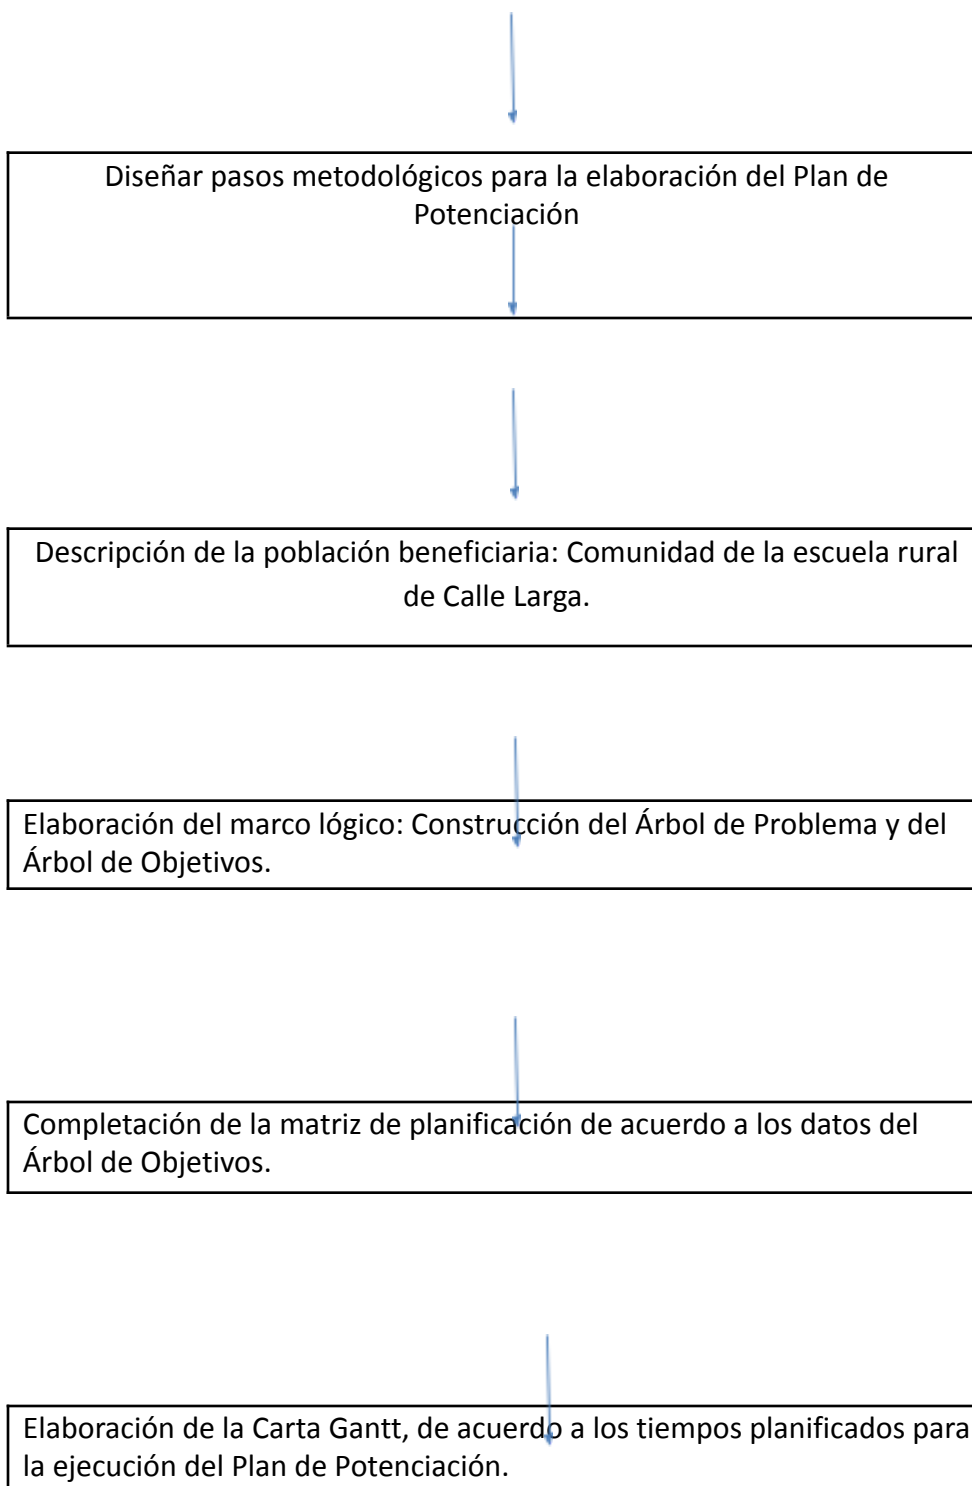 Diseñar pasos metodológicos para la elaboración del Plan de
Potenciación
Descripción de la población beneficiaria: Comunidad de la escuela rural
de Calle Larga.
Elaboración del marco lógico: Construcción del Árbol de Problema y del
Árbol de Objetivos.
Completación de la matriz de planificación de acuerdo a los datos del
Árbol de Objetivos.
Elaboración de la Carta Gantt, de acuerdo a los tiempos planificados para
la ejecución del Plan de Potenciación.